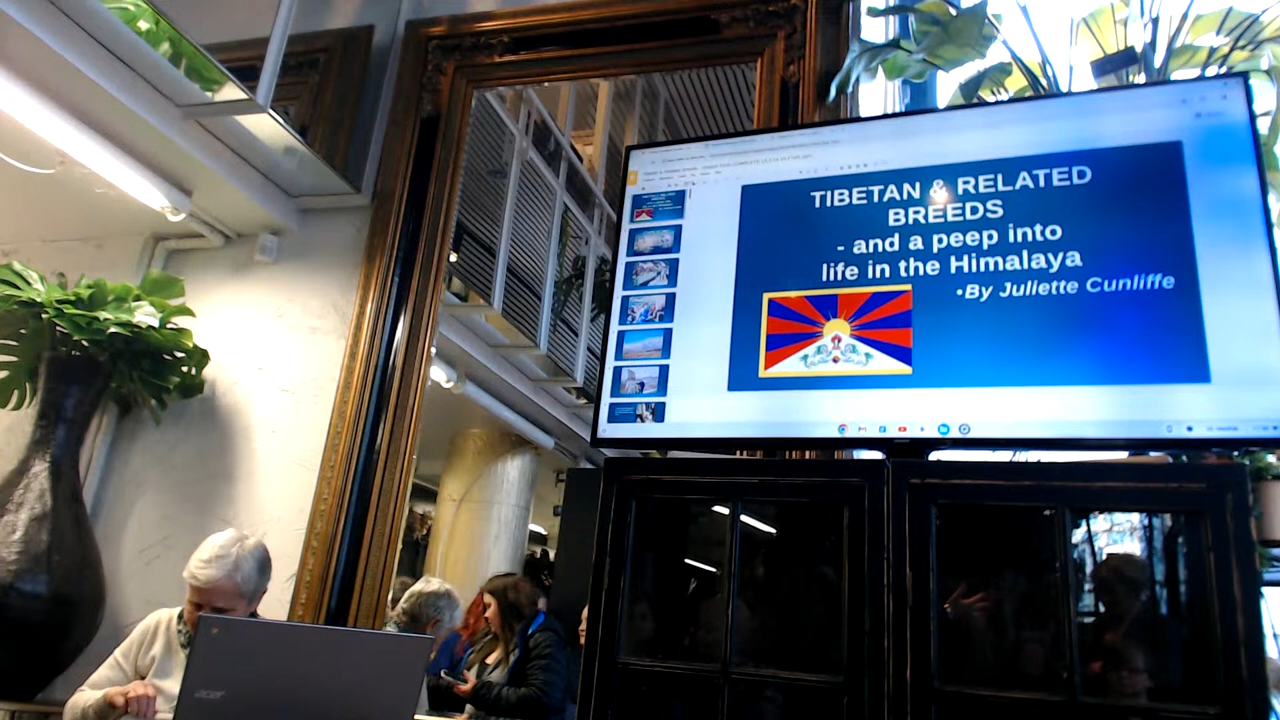 TIBETAN & RELATED
BREEDS
- and a peep into
life in the Himalaya
•By Juliette Cunliffe
acer